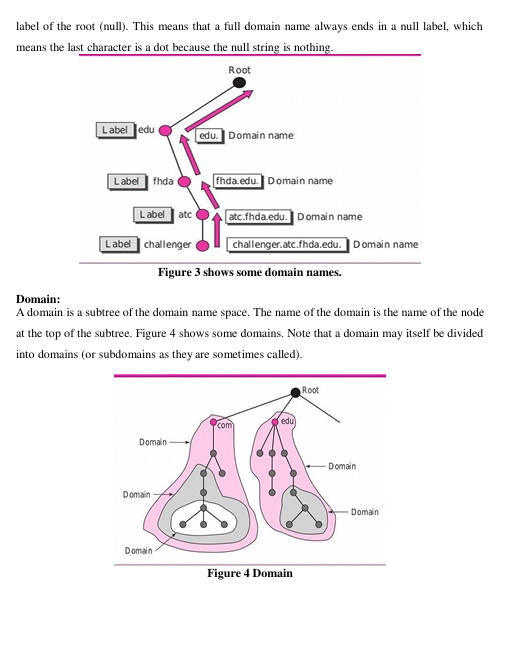 label of the root (null). This means that a full domain name always ends in a null label, which
means the last character is a dot because the null string is nothing.
Root
Label edu
edu. Domain name
Label fhda
fhda.edu. Domain name
Label atc
atc.fhda.edu. Domain name
Label challenger
challenger.atc.fhda.edu. Domain name
Figure 3 shows some domain names.
Domain:
A domain is a subtree of the domain name space. The name of the domain is the name of the node
at the top of the subtree. Figure 4 shows some domains. Note that a domain may itself be divided
into domains (or subdomains as they are sometimes called).
Root
com
edu
Domain
Domain
Domain
Domain
Domain
Figure 4 Domain